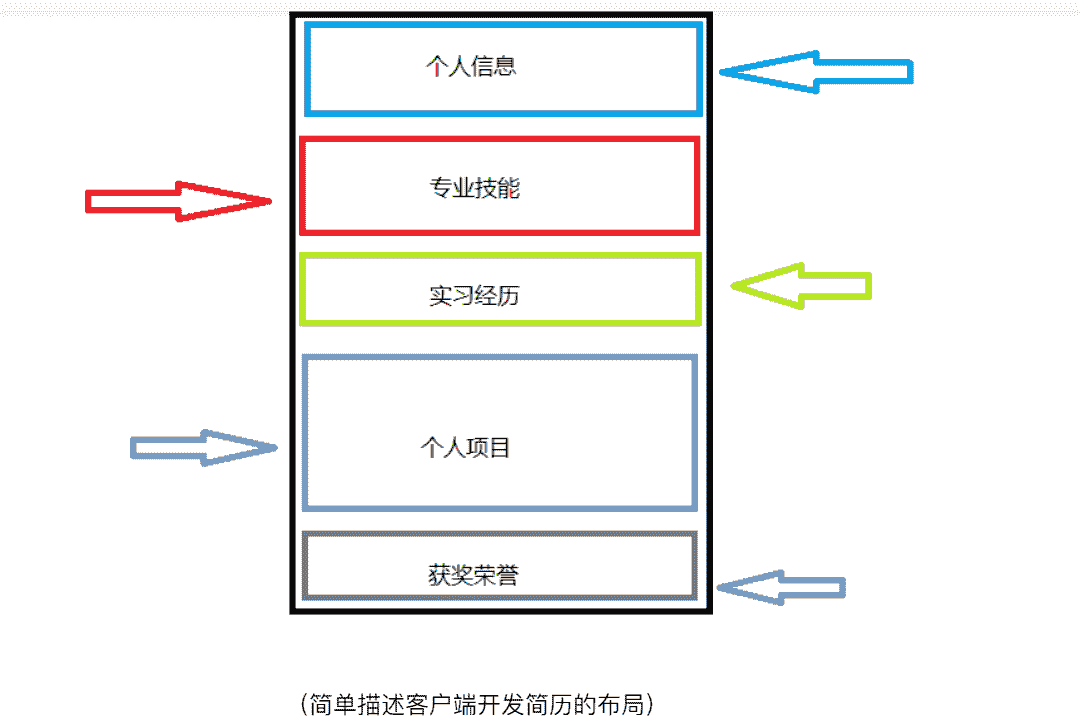 个人信息
专业技能
实习经历
个人项目
获奖荣誉
（简单描述客户端开发简历的布局）